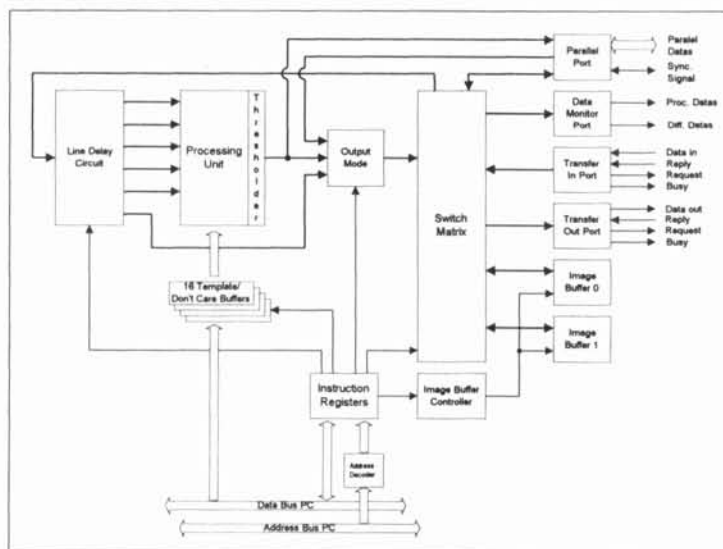 Parallel
Port
Paralel
Datas
Sync.
Signal
Line Delay
Circuit
Processing
Unit
Thresholder
Output
Mode
Switch
Matrix
Data
Monitor
Port
Proc. Datas
Diff. Datas
Transfer
In Port
Data in
Reply
Request
Busy
Transfer
Out Port
Data out
Reply
Request
Busy
16 Template/
Don't Care Buffers
Image
Buffer 0
Image
Buffer 1
Instruction
Registers
Image Buffer
Controller
Address
Decoder
Data Bus PC
Address Bus PC